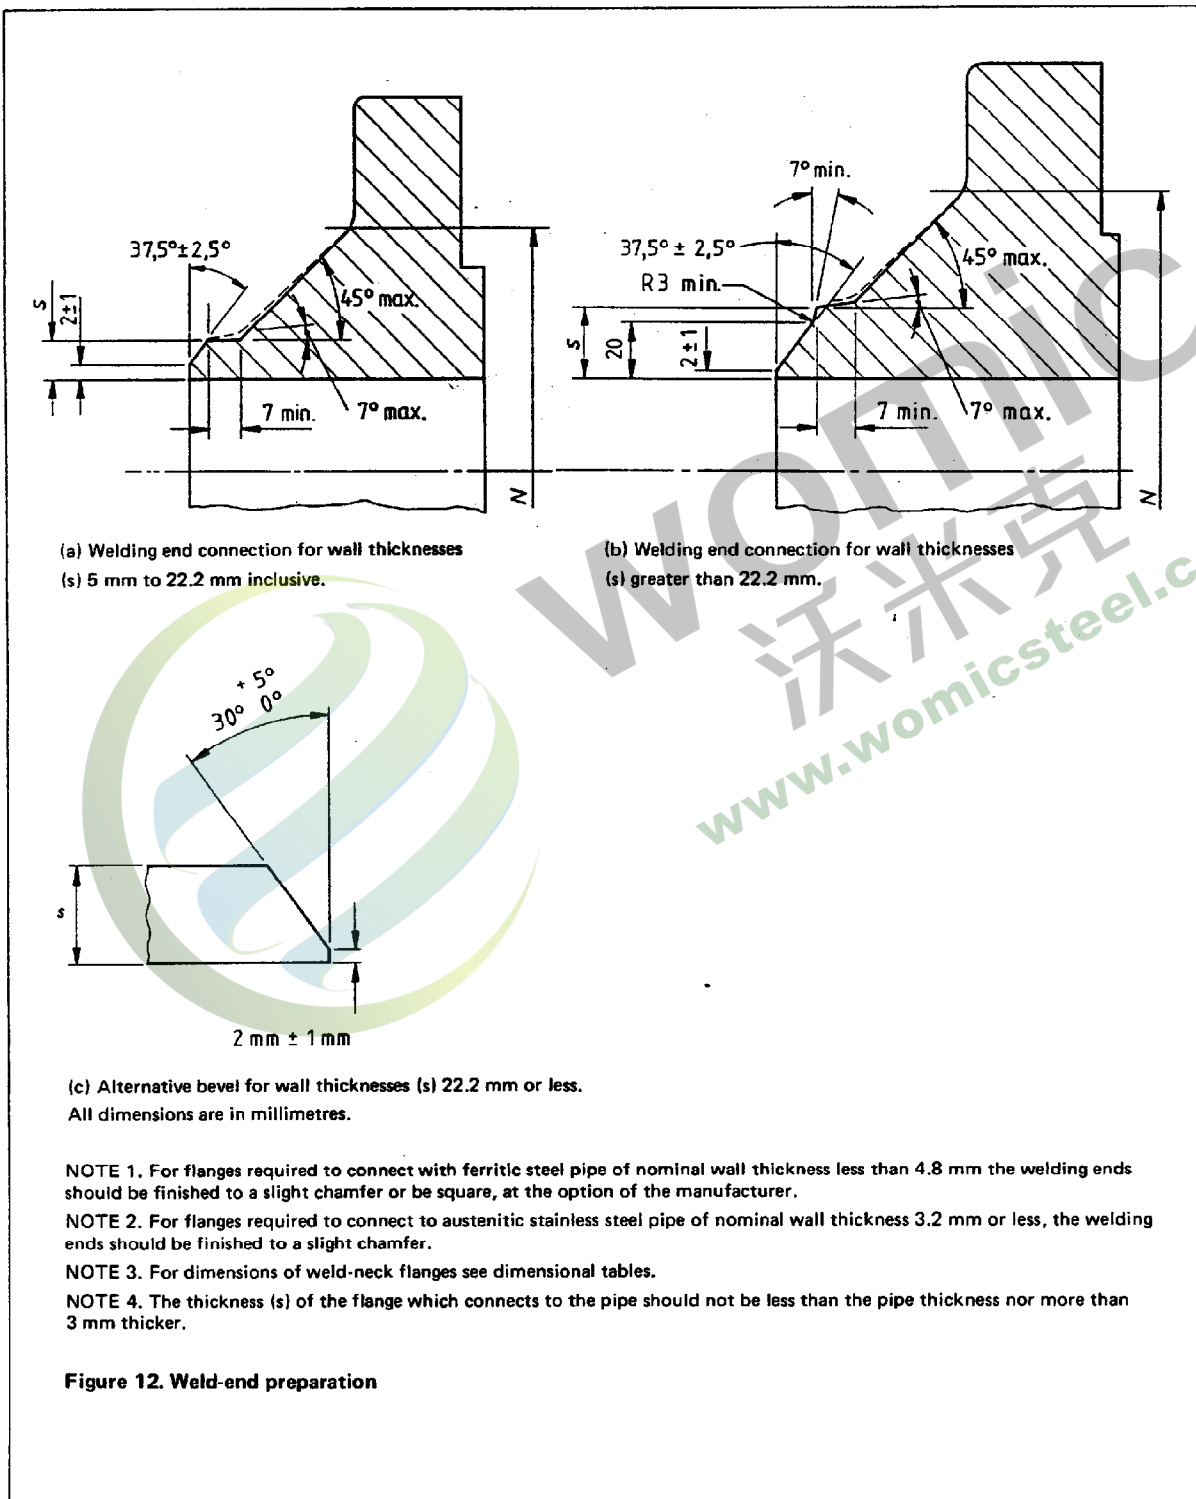 7° min.
37,5° ± 2,5°
37,5° ± 2,5°
R3 min.
45° max.
45° max.
s
2±1
s
20
2 ±1
7 min.
7° max.
7 min.
7° max.
N
N
(a) Welding end connection for wall thicknesses
(s) 5 mm to 22.2 mm inclusive.
(b) Welding end connection for wall thicknesses
(s) greater than 22.2 mm.
womic
沃米克
www.womicsteel.c
+ 5°
30° 0°
s
2 mm ± 1 mm
(c) Alternative bevel for wall thicknesses (s) 22.2 mm or less.
All dimensions are in millimetres.
NOTE 1. For flanges required to connect with ferritic steel pipe of nominal wall thickness less than 4.8 mm the welding ends
should be finished to a slight chamfer or be square, at the option of the manufacturer.
NOTE 2. For flanges required to connect to austenitic stainless steel pipe of nominal wall thickness 3.2 mm or less, the welding
ends should be finished to a slight chamfer.
NOTE 3. For dimensions of weld-neck flanges see dimensional tables.
NOTE 4. The thickness (s) of the flange which connects to the pipe should not be less than the pipe thickness nor more than
3 mm thicker.
Figure 12. Weld-end preparation